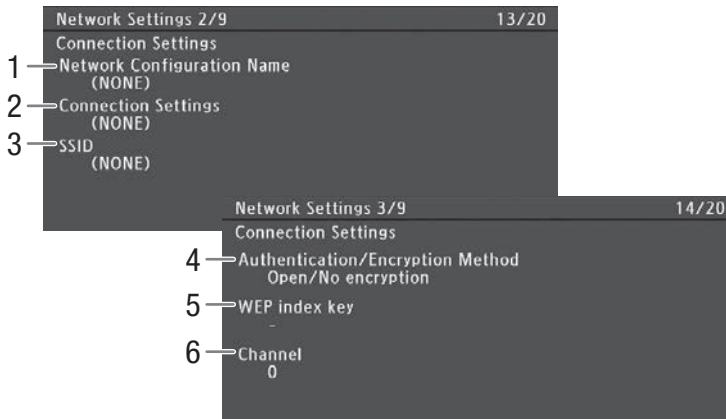 Network Settings 2/9 13/20
Connection Settings
1 Network Configuration Name
(NONE)
2 Connection Settings
(NONE)
3 SSID
(NONE)
Network Settings 3/9 14/20
Connection Settings
4 Authentication/Encryption Method
Open/No encryption
5 WEP index key
-
6 Channel
0